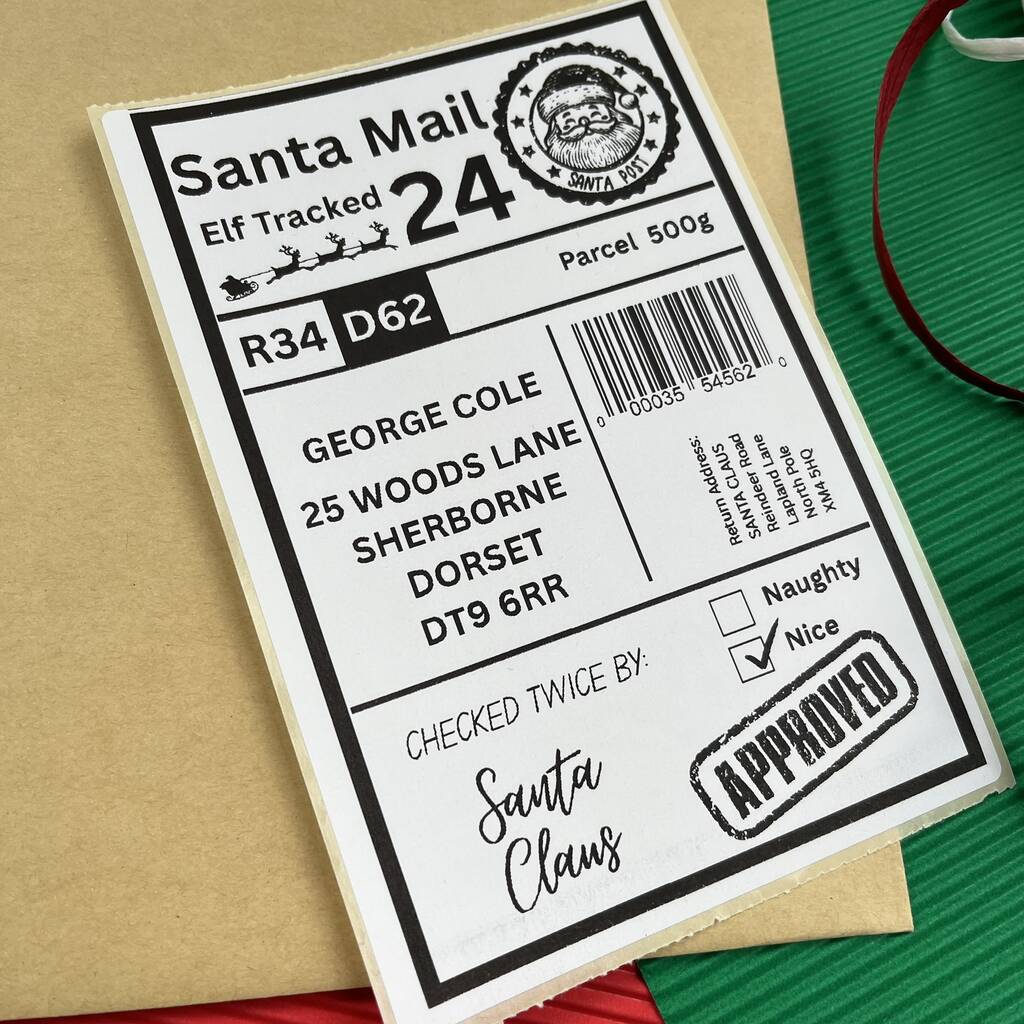 Santa Mail
SANTA POST
Elf Tracked 24
Parcel 500g
R34 D62
GEORGE COLE
25 WOODS LANE
SHERBORNE
DORSET
DT9 6RR
0 00035 54562 0
Return Address:
SANTA CLAUS
Reindeer Road
Reindeer Lane
Lapland Pole
North Pole
XM4 5HQ
Naughty
Nice
CHECKED TWICE BY:
Santa
Claus
APPROVED